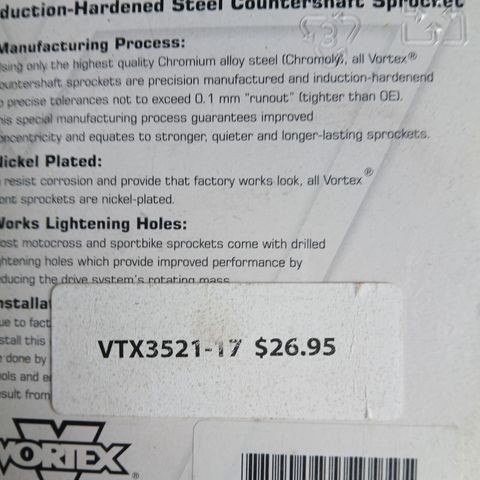 duction-Hardened Steel Countershaft Sprocket
3
Manufacturing Process:
sing only the highest quality Chromium alloy steel (Chromoly), all Vortex®
ountershaft sprockets are precision manufactured and induction-hardenend
o precise tolerances not to exceed 0.1 mm "runout" (tighter than OE).
his special manufacturing process guarantees improved
oncentricity and equates to stronger, quieter and longer-lasting sprockets.
Nickel Plated:
o resist corrosion and provide that factory works look, all Vortex®
ont sprockets are nickel-plated.
Works Lightening Holes:
ost motocross and sportbike sprockets come with drilled
ghtening holes which provide improved performance by
ducing the drive system's rotating mass
nstalla
ue to fact
stall this
e done by
ools and e
esult from
VTX3521-17 $26.95
VORTEX®